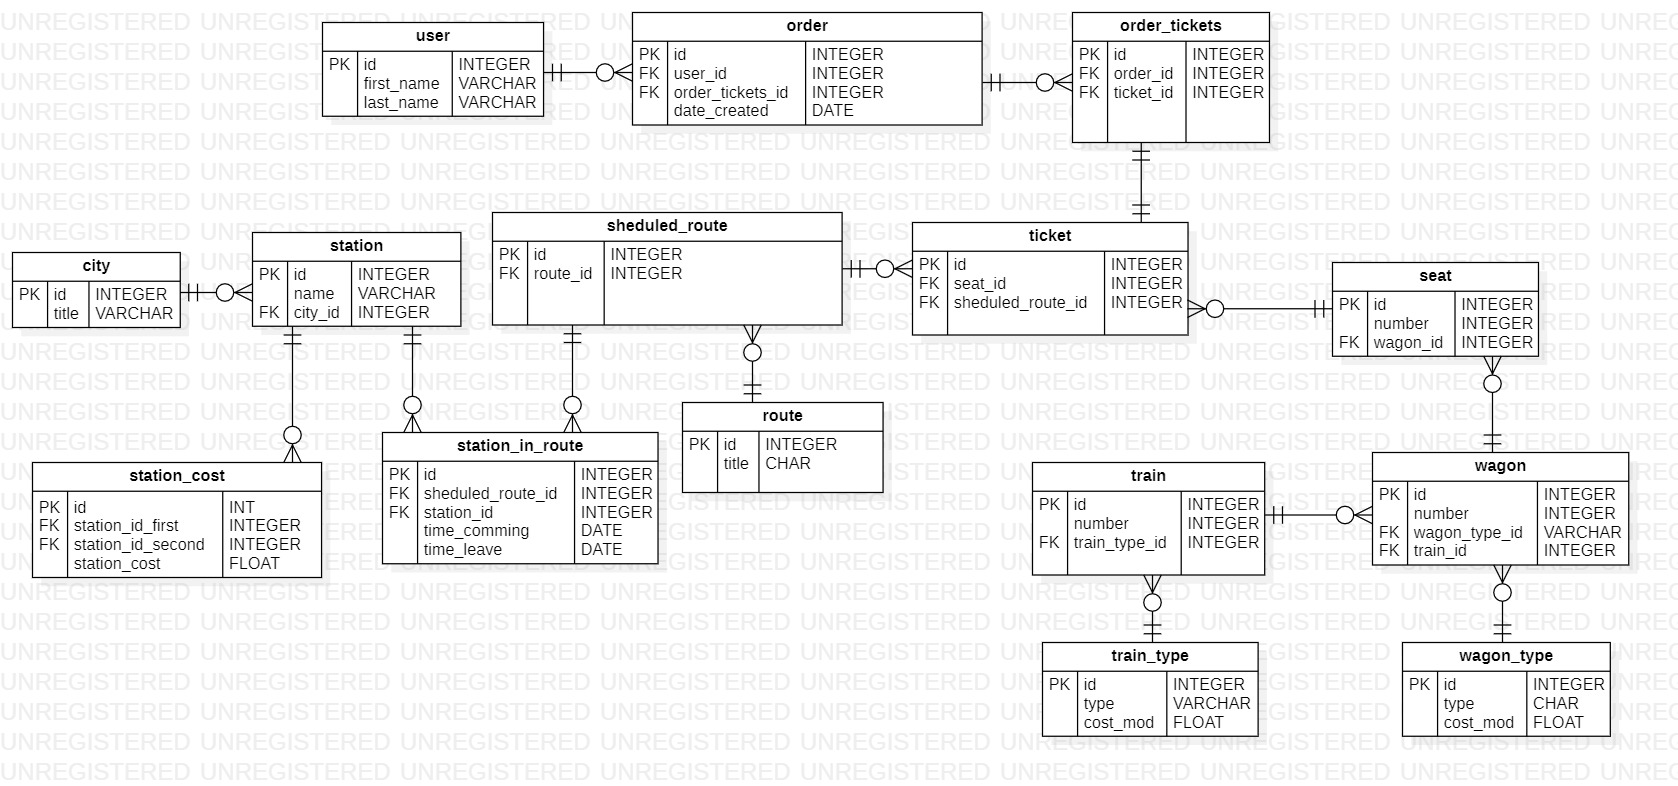 user
PK id INTEGER
first_name VARCHAR
last_name VARCHAR
order
PK id INTEGER
FK user_id INTEGER
FK order_tickets_id INTEGER
date_created DATE
order_tickets
PK id INTEGER
FK order_id INTEGER
FK ticket_id INTEGER
city
PK id INTEGER
title VARCHAR
station
PK id INTEGER
name VARCHAR
FK city_id INTEGER
sheduled_route
PK id INTEGER
FK route_id INTEGER
ticket
PK id INTEGER
FK seat_id INTEGER
FK sheduled_route_id INTEGER
seat
PK id INTEGER
number INTEGER
FK wagon_id INTEGER
station_cost
PK id INT
FK station_id_first INTEGER
FK station_id_second INTEGER
station_cost FLOAT
station_in_route
PK id INTEGER
FK sheduled_route_id INTEGER
FK station_id INTEGER
time_comming DATE
time_leave DATE
route
PK id INTEGER
title CHAR
train
PK id INTEGER
number INTEGER
FK train_type_id INTEGER
wagon
PK id INTEGER
number INTEGER
FK wagon_type_id VARCHAR
FK train_id INTEGER
train_type
PK id INTEGER
type VARCHAR
cost_mod FLOAT
wagon_type
PK id INTEGER
type CHAR
cost_mod FLOAT
UNREGISTERED